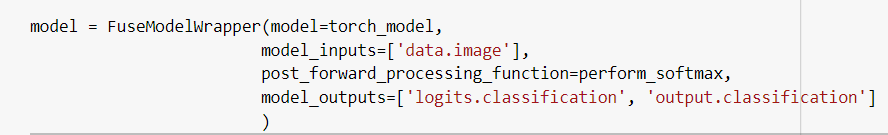 model = FuseModelWrapper(model=torch_model,
model_inputs=['data.image'],
post_forward_processing_function=perform_softmax,
model_outputs=['logits.classification', 'output.classification']
)